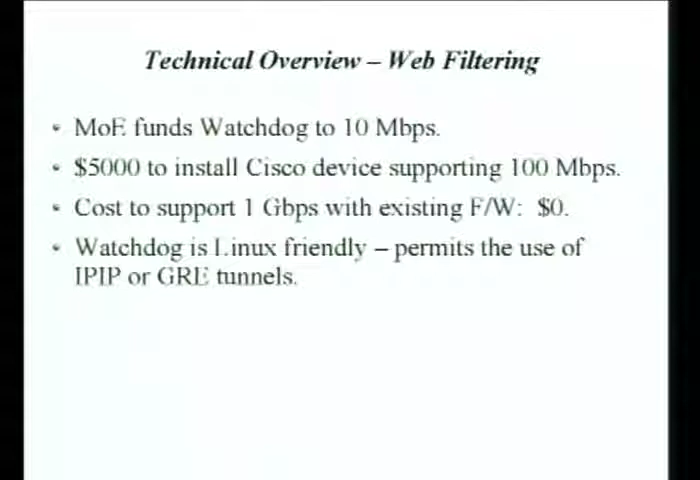 Technical Overview – Web Filtering
• MoE funds Watchdog to 10 Mbps.
• $5000 to install Cisco device supporting 100 Mbps.
• Cost to support 1 Gbps with existing F/W: $0.
• Watchdog is Linux friendly – permits the use of
IPIP or GRE tunnels.